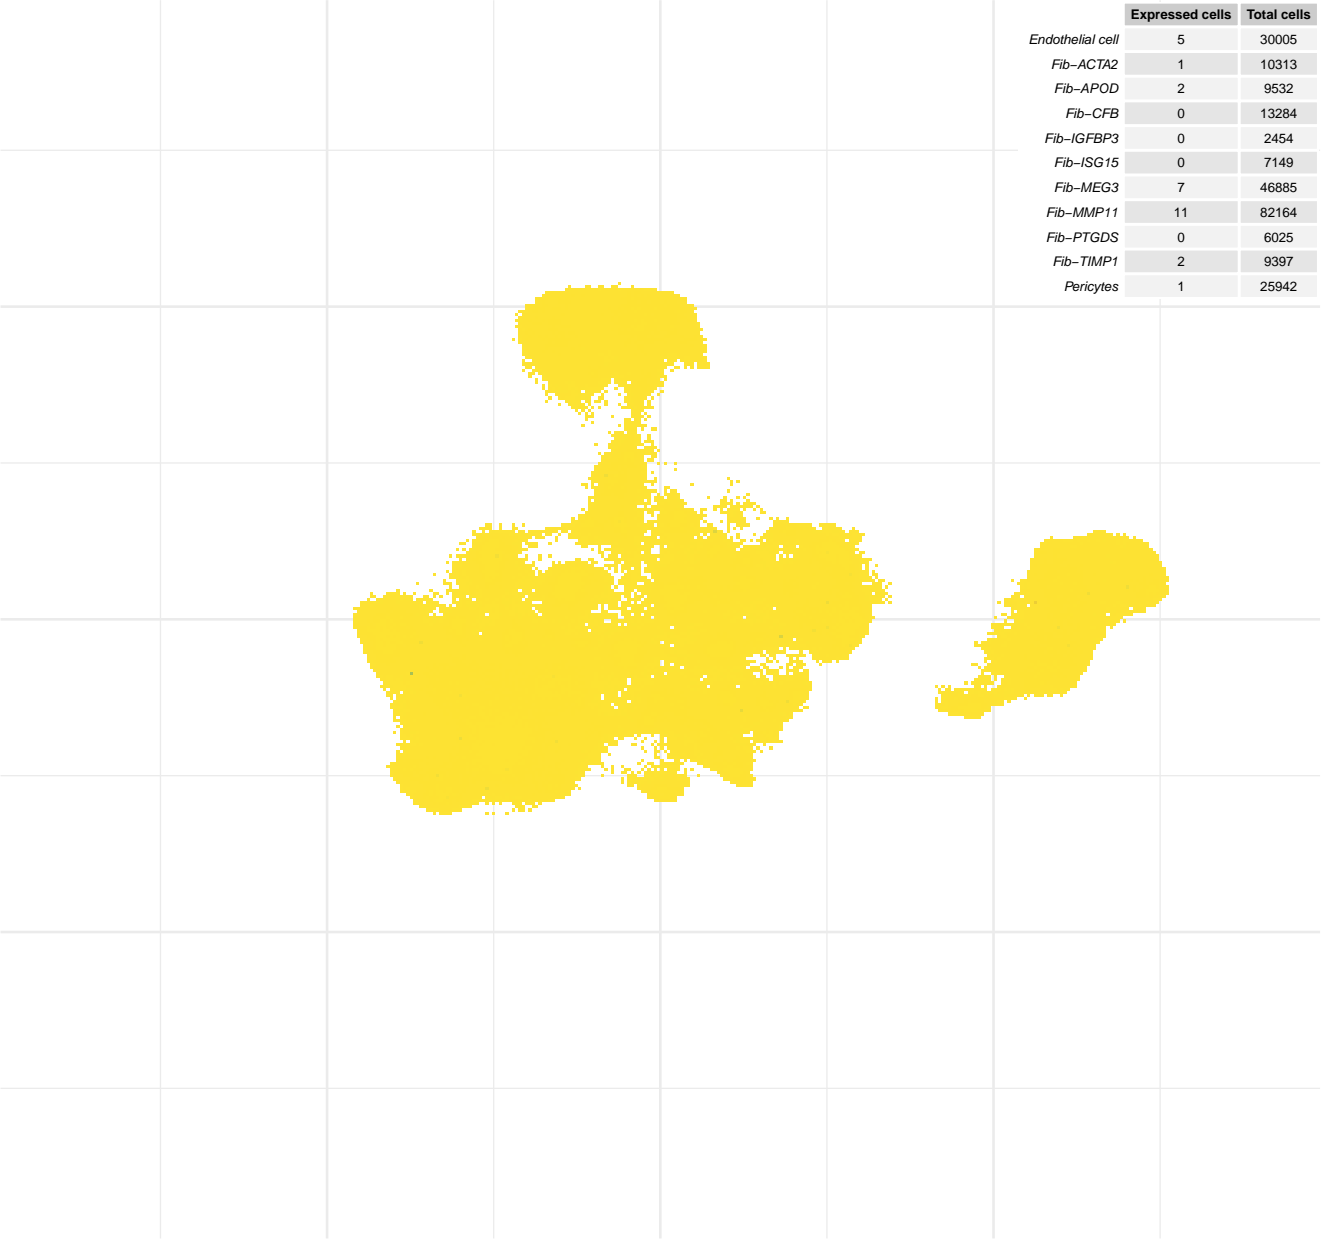 Expressed cells Total cells
Endothelial cell 5 30005
Fib−ACTA2 1 10313
Fib−APOD 2 9532
Fib−CFB 0 13284
Fib−IGFBP3 0 2454
Fib−ISG15 0 7149
Fib−MEG3 7 46885
Fib−MMP11 11 82164
Fib−PTGDS 0 6025
Fib−TIMP1 2 9397
Pericytes 1 25942